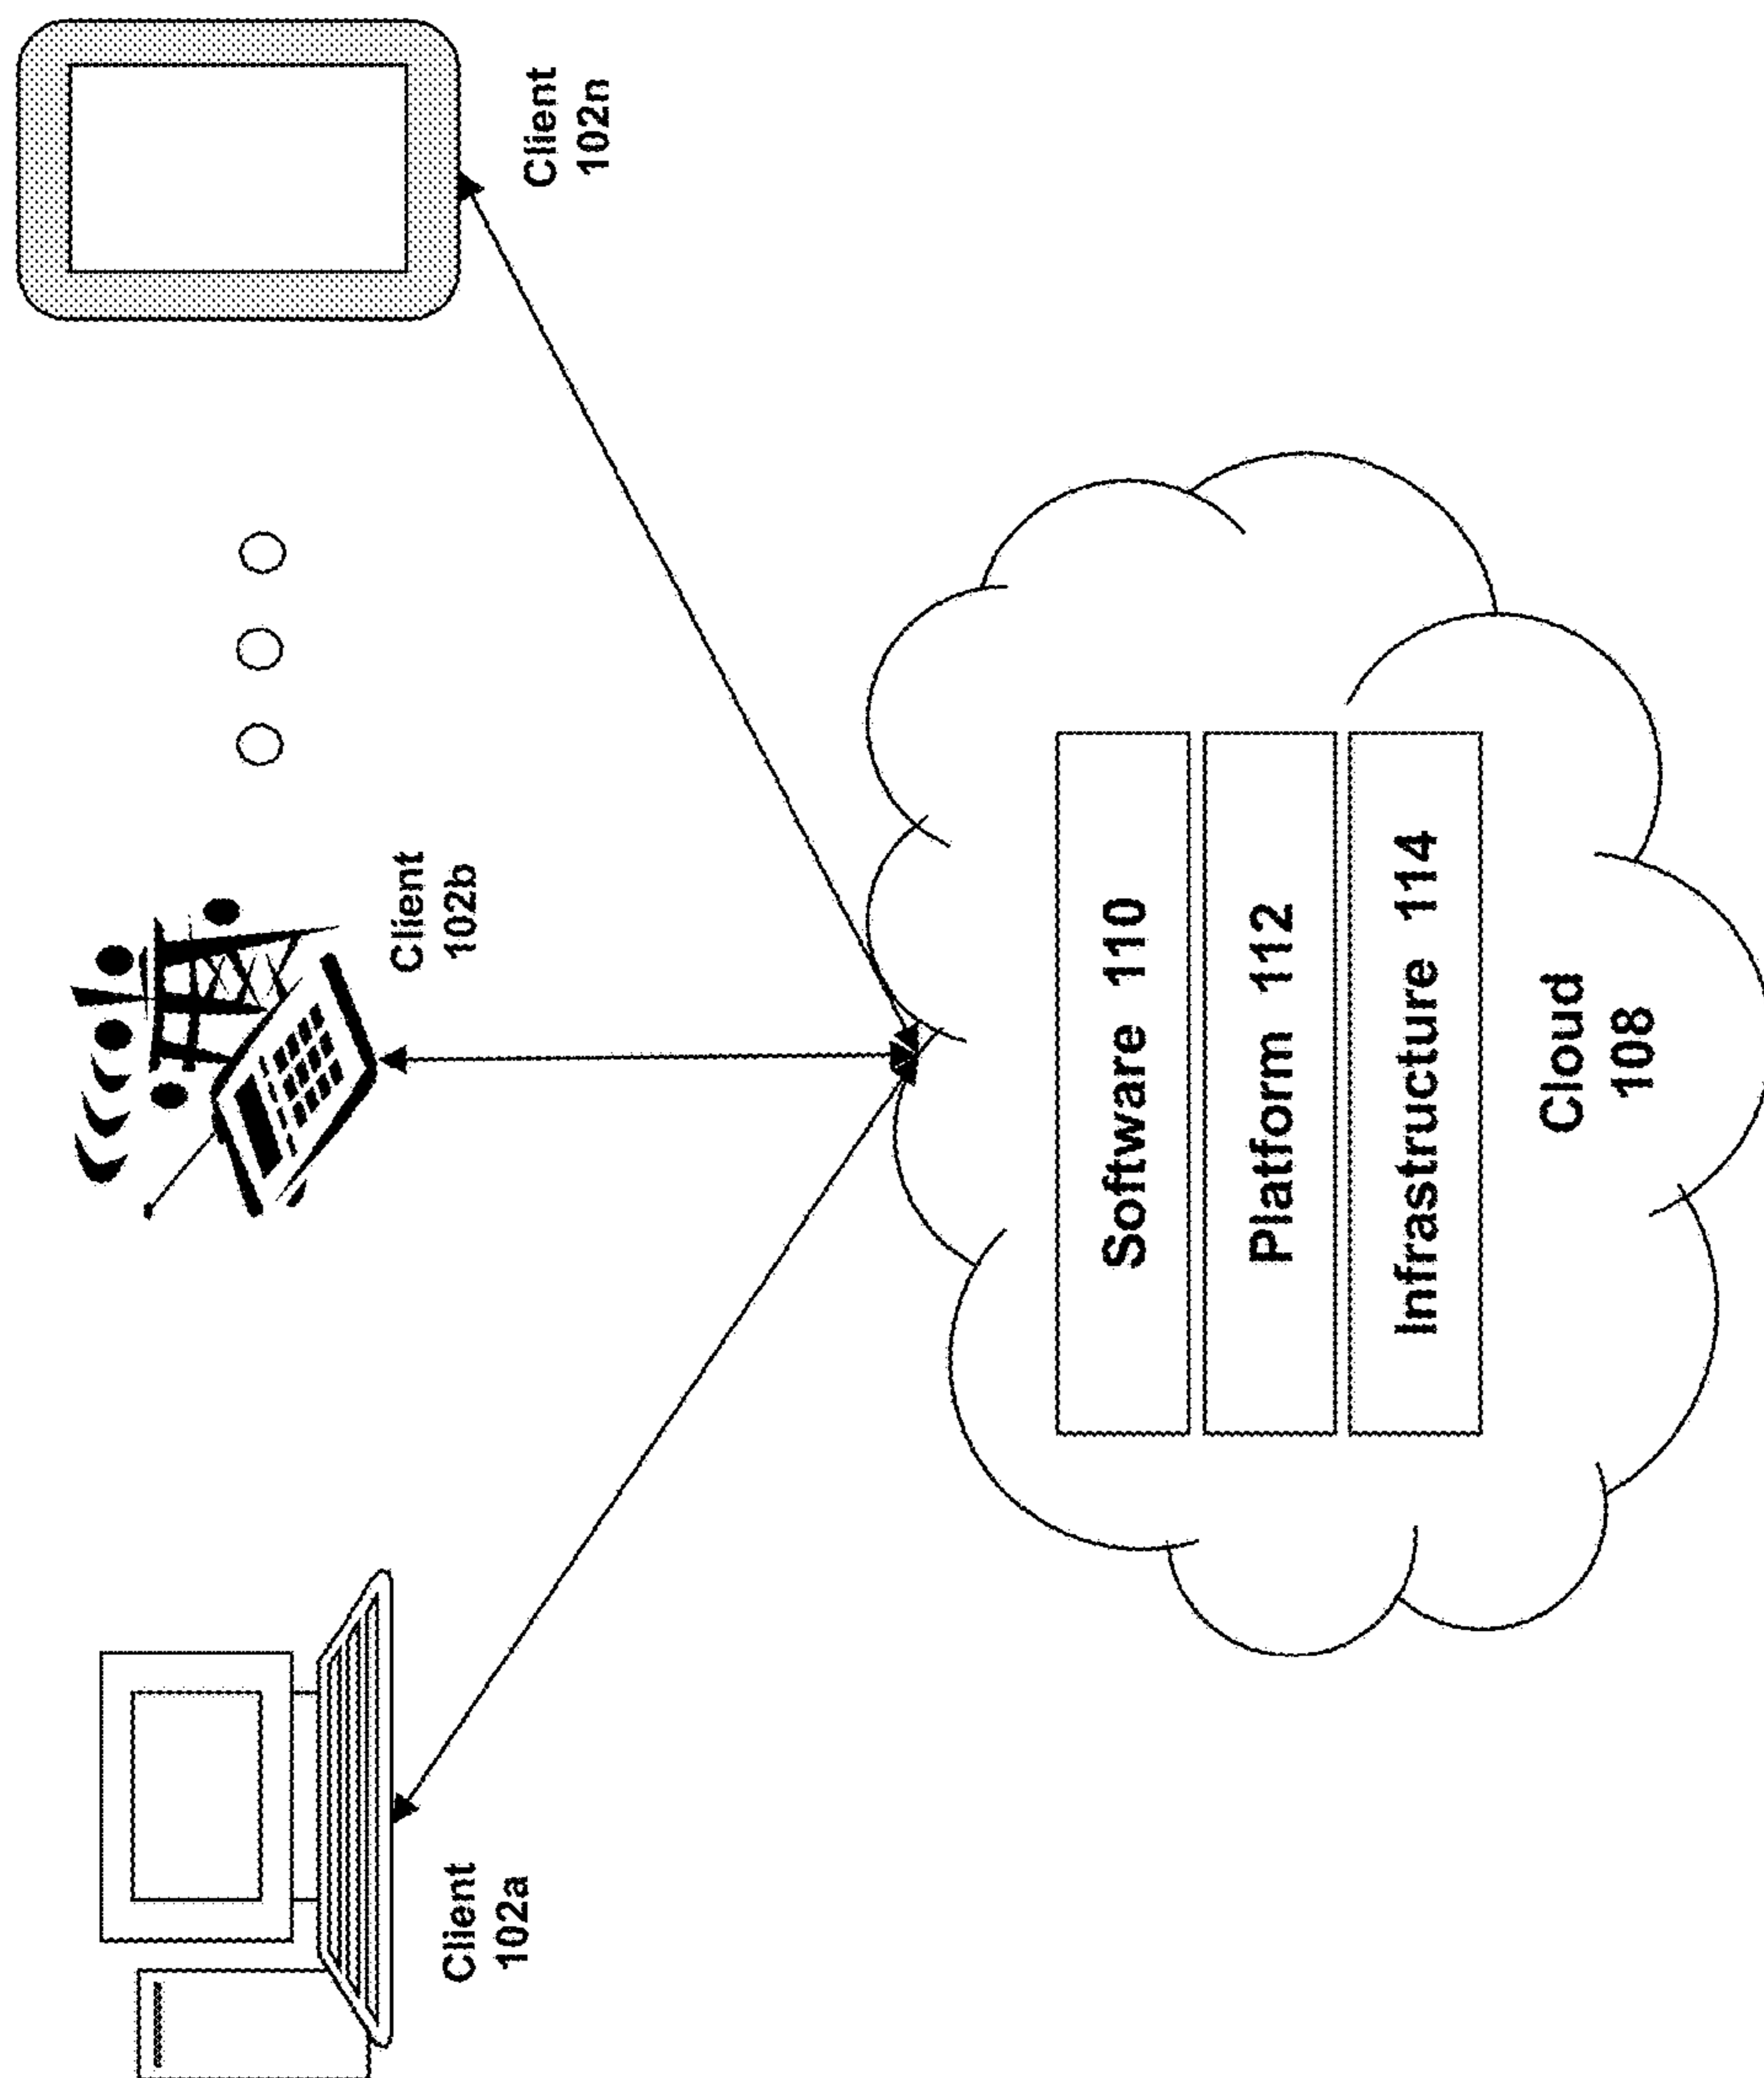 Client
102a
Client
102b
Client
102n
Software 110
Platform 112
Infrastructure 114
Cloud
108